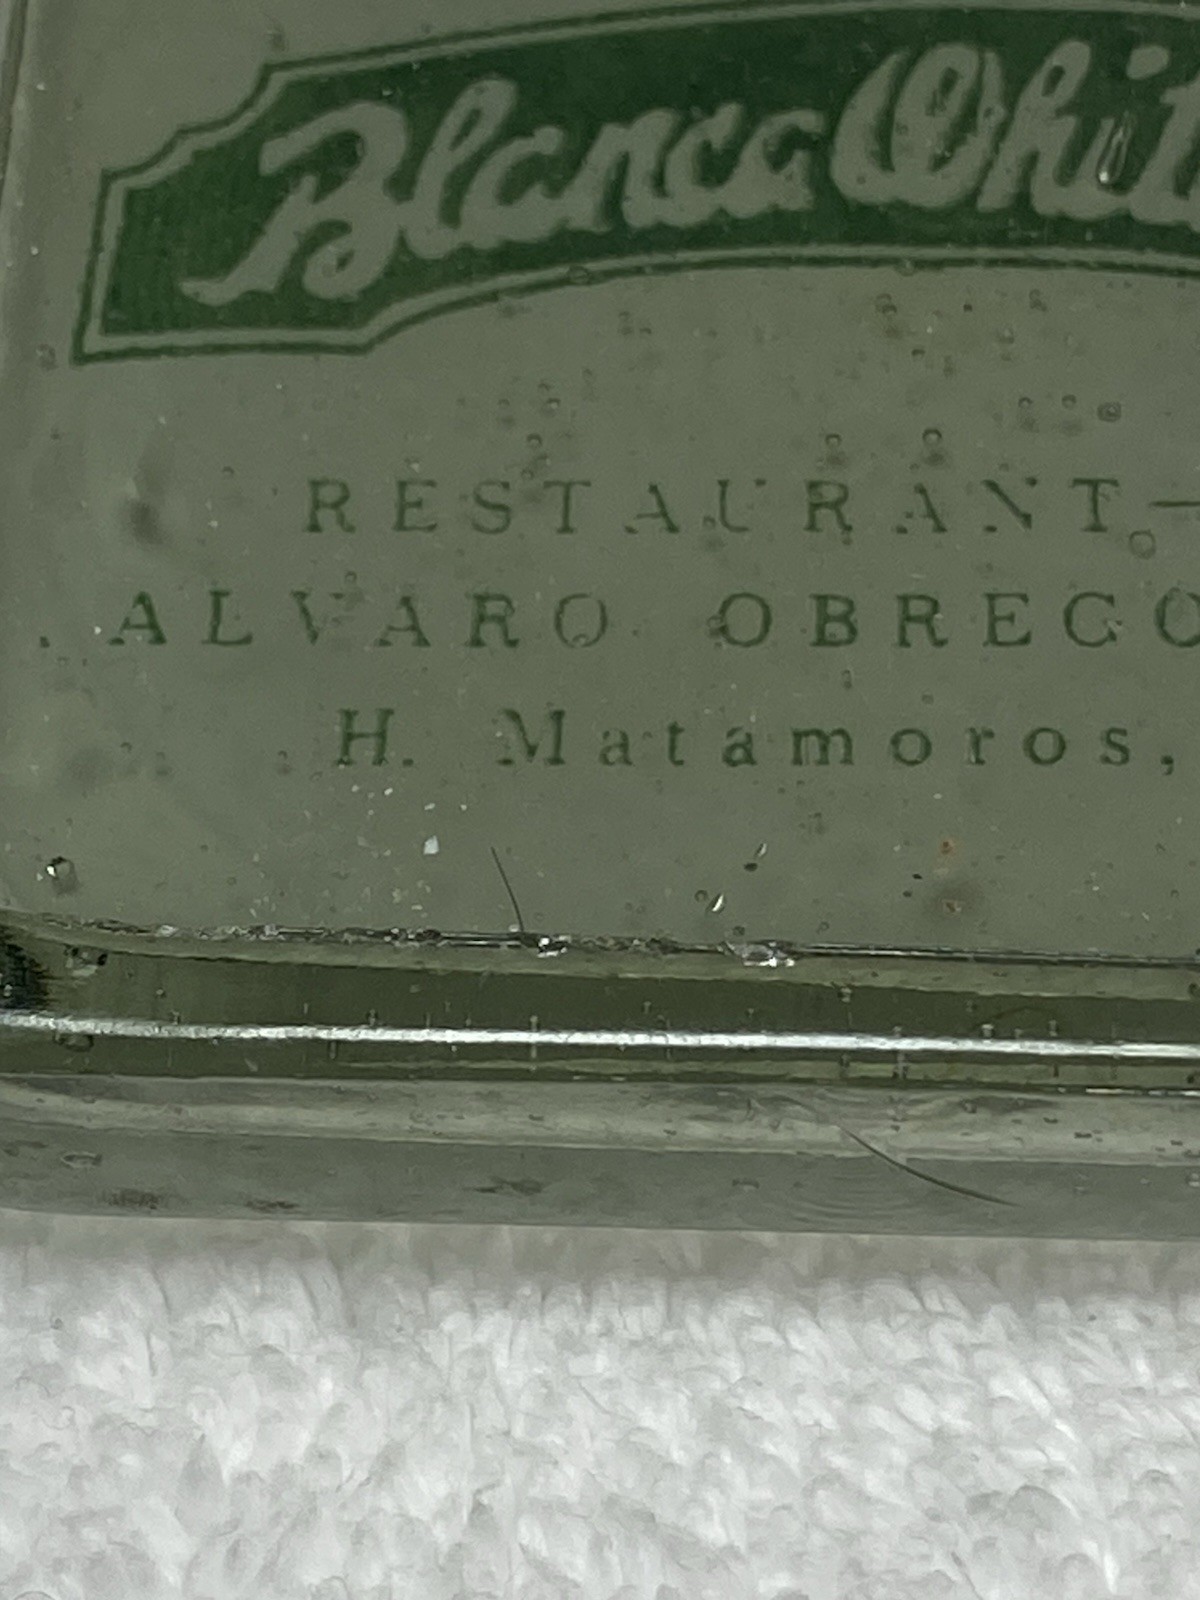 Blanca Whit
RESTAURANT—
ALVARO OBREGO
H. Matamoros,